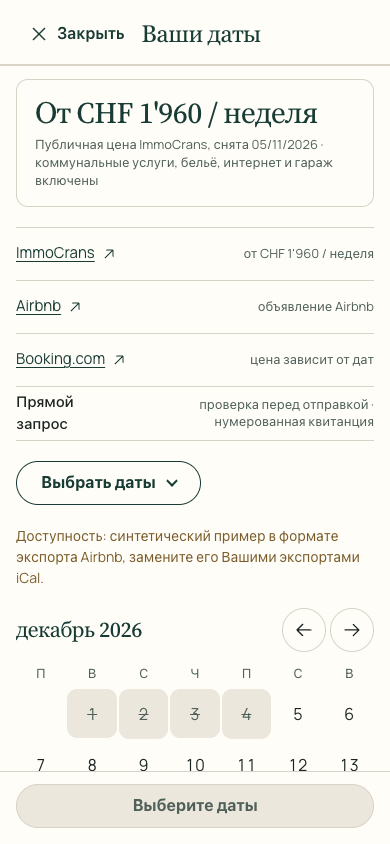 Закрыть Ваши даты
От CHF 1'960 / неделя
Публичная цена ImmoCrans, снята 05/11/2026 ·
коммунальные услуги, бельё, интернет и гараж
включены
ImmoCrans ↗ от CHF 1'960 / неделя
Airbnb ↗ объявление Airbnb
Booking.com ↗ цена зависит от дат
Прямой
запрос
проверка перед отправкой ·
нумерованная квитанция
Выбрать даты
Доступность: синтетический пример в формате
экспорта Airbnb, замените его Вашими экспортами
iCal.
декабрь 2026 ← →
П В С Ч П С В
1 2 3 4 5 6
7 8 9 10 11 12 13
Выберите даты